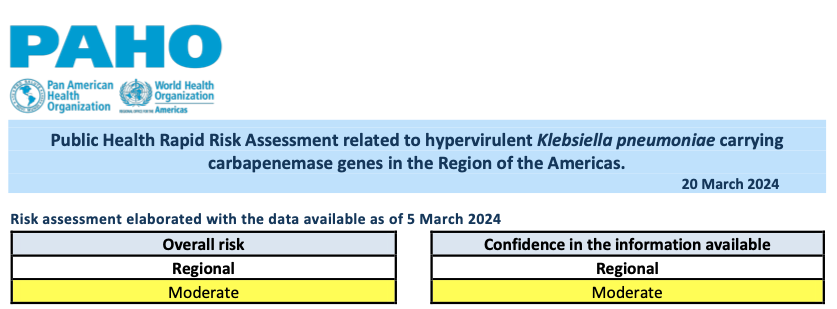 PAHO
Pan American
Health
Organization
World Health
Organization
REGIONAL OFFICE FOR THE Americas
Public Health Rapid Risk Assessment related to hypervirulent Klebsiella pneumoniae carrying
carbapenemase genes in the Region of the Americas.
20 March 2024
Risk assessment elaborated with the data available as of 5 March 2024
Overall risk
Confidence in the information available
Regional
Regional
Moderate
Moderate